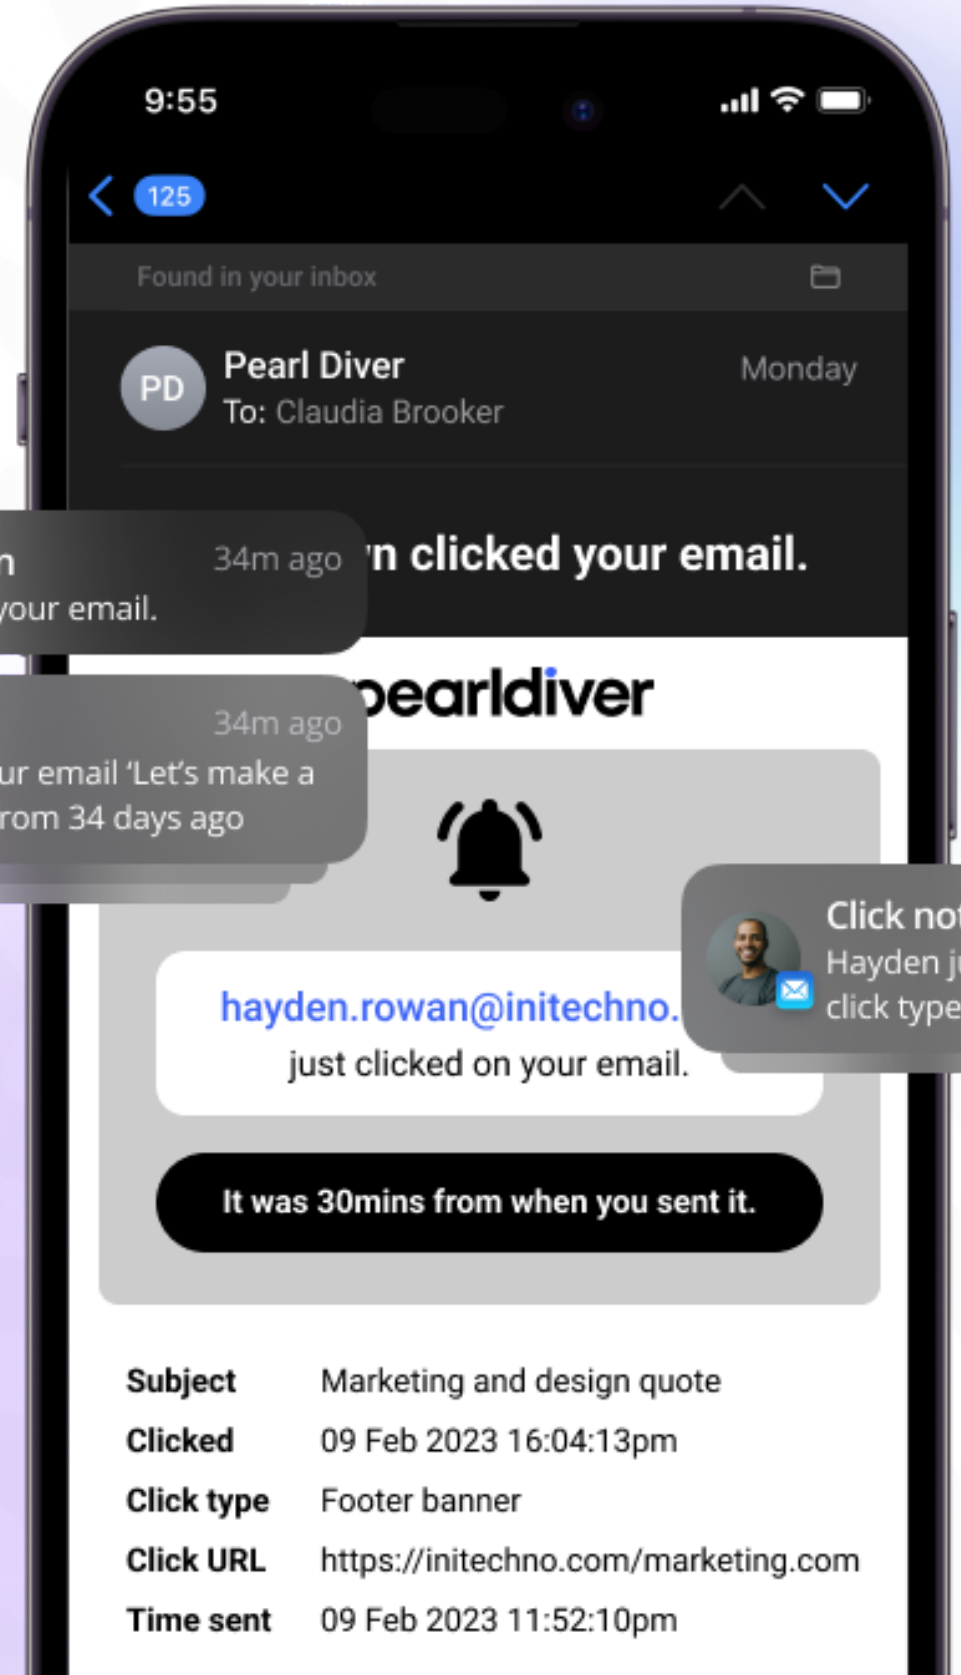 9:55
125
Found in your inbox
PD
Pearl Diver
Monday
To: Claudia Brooker
clicked your email.
34m ago
your email.
pearldiver
34m ago
email 'Let's make a
34 days ago
Click
Hayden
click type
hayden.rowan@initechno.
just clicked on your email.
It was 30mins from when you sent it.
Subject Marketing and design quote
Clicked 09 Feb 2023 16:04:13pm
Click type Footer banner
Click URL https://initechno.com/marketing.com
Time sent 09 Feb 2023 11:52:10pm